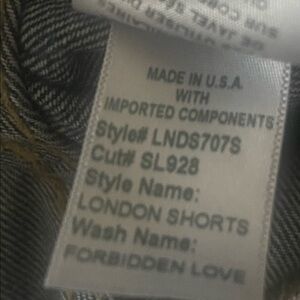 MADE IN U.S.A.
WITH
IMPORTED COMPONENTS
Style# LNDS707S
Cut# SL928
Style Name:
LONDON SHORTS
Wash Name:
FORBIDDEN LOVE